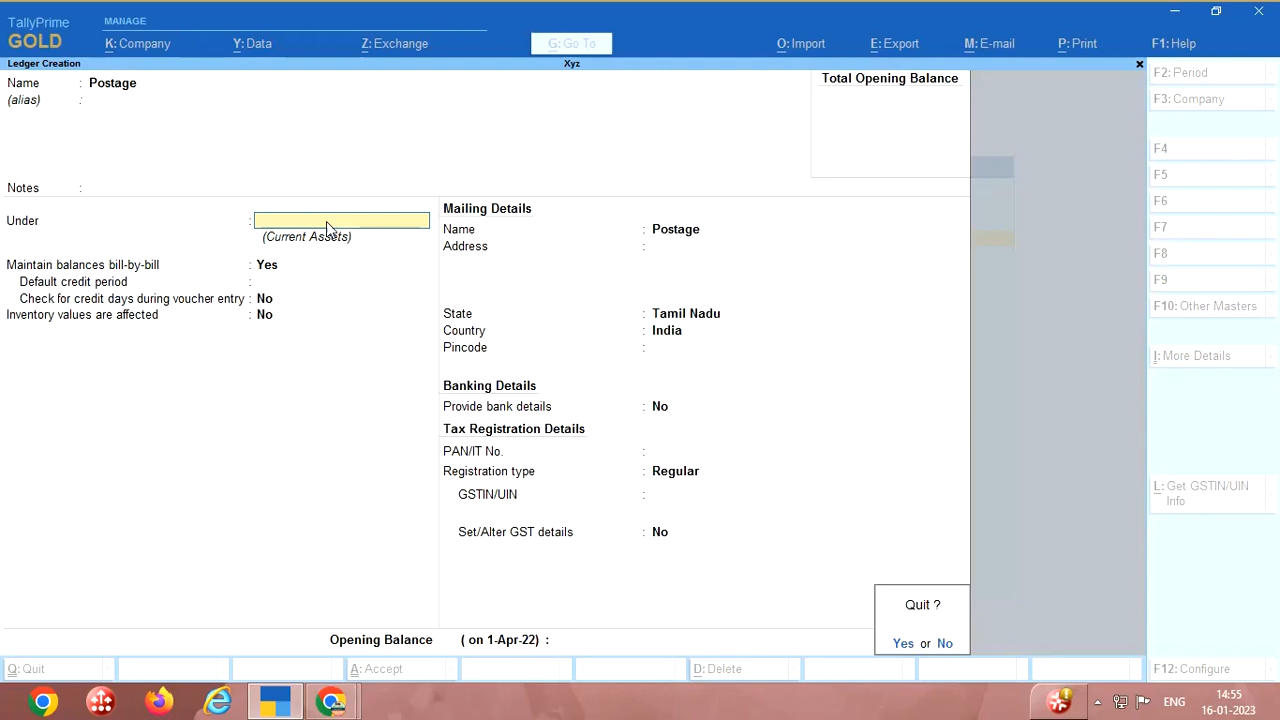 TallyPrime
GOLD
MANAGE
K: Company
Y: Data
Z: Exchange
G: Go To
O: Import
E: Export
M: E-mail
P: Print
F1: Help
Ledger Creation
Xyz
Name : Postage
(alias) :
Total Opening Balance
Notes :
Under :
(Current Assets)
Maintain balances bill-by-bill : Yes
Default credit period :
Check for credit days during voucher entry : No
Inventory values are affected : No
Mailing Details
Name : Postage
Address :
State : Tamil Nadu
Country : India
Pincode :
Banking Details
Provide bank details : No
Tax Registration Details
PAN/IT No. :
Registration type : Regular
GSTIN/UIN :
Set/Alter GST details : No
Quit ?
Yes or No
Opening Balance ( on 1-Apr-22) :
F2: Period
F3: Company
F4
F5
F6
F7
F8
F9
F10: Other Masters
I: More Details
L: Get GSTIN/UIN
Info
Q: Quit
A: Accept
D: Delete
F12: Configure
ENG
14:55
16-01-2023